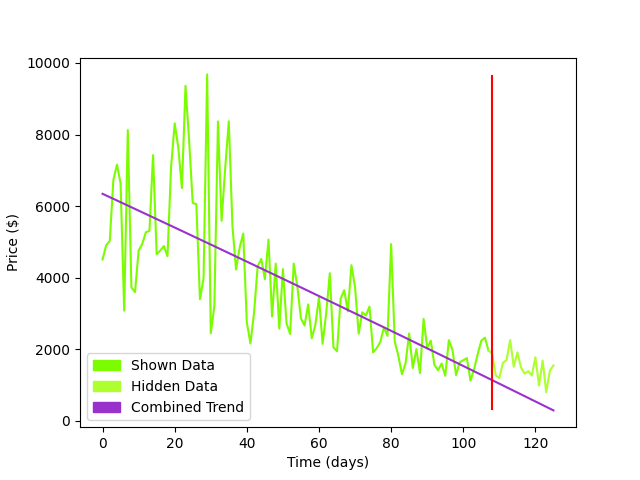 10000
8000
6000
4000
2000
0
Price ($)
Shown Data
Hidden Data
Combined Trend
0
20
40
60
80
100
120
Time (days)